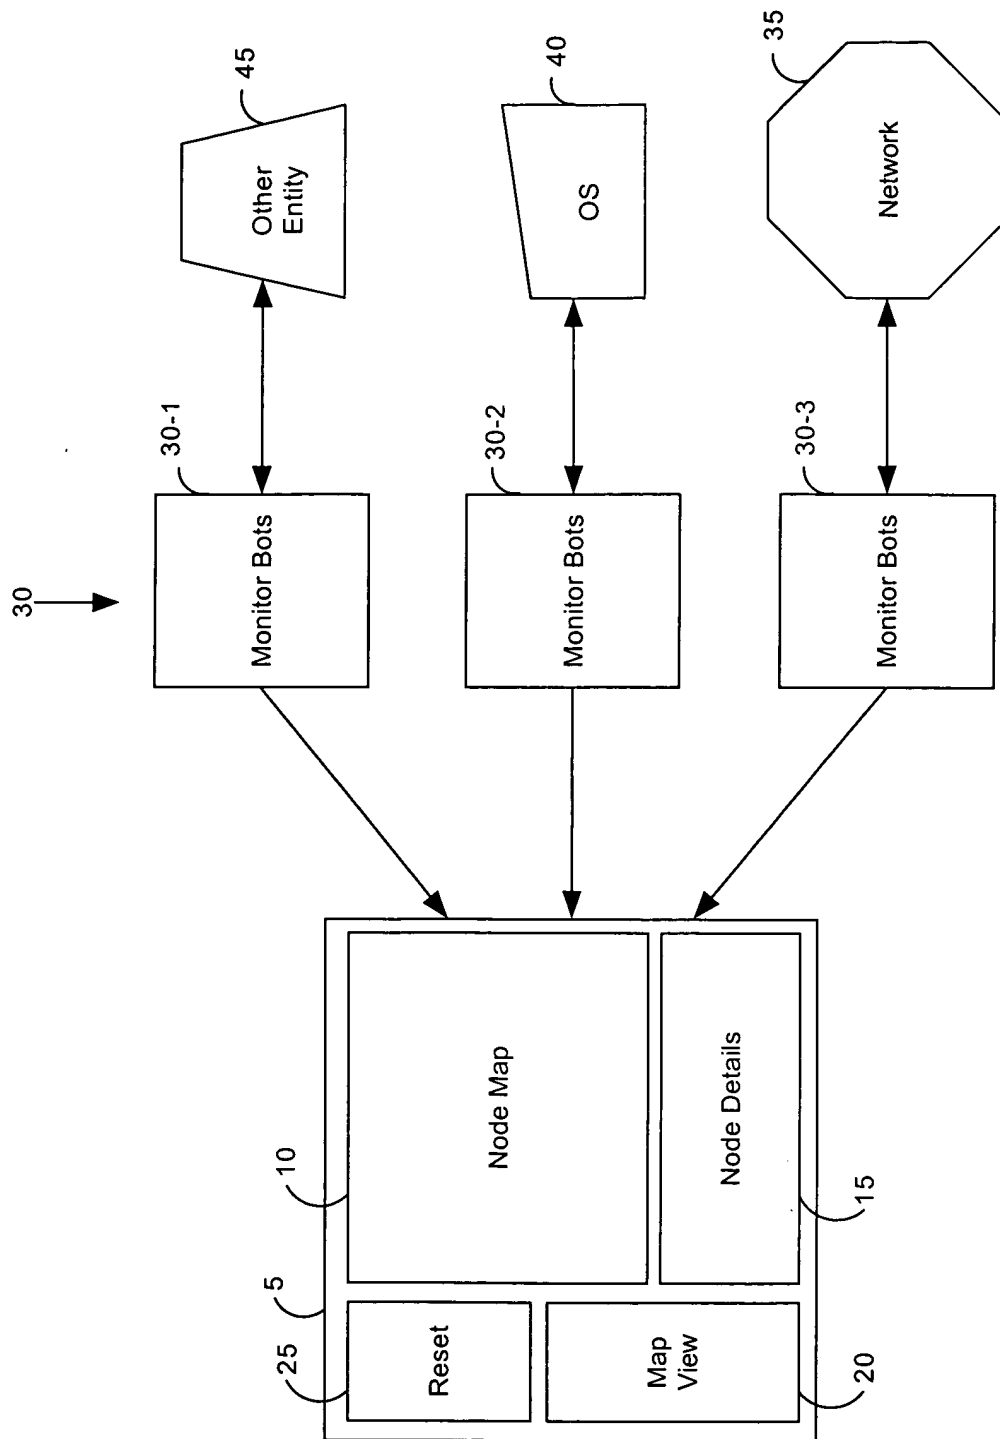 5
25
Reset
Map
View
20
10
Node Map
Node Details
15
30
30-1
Monitor Bots
30-2
Monitor Bots
30-3
Monitor Bots
45
Other
Entity
40
OS
35
Network